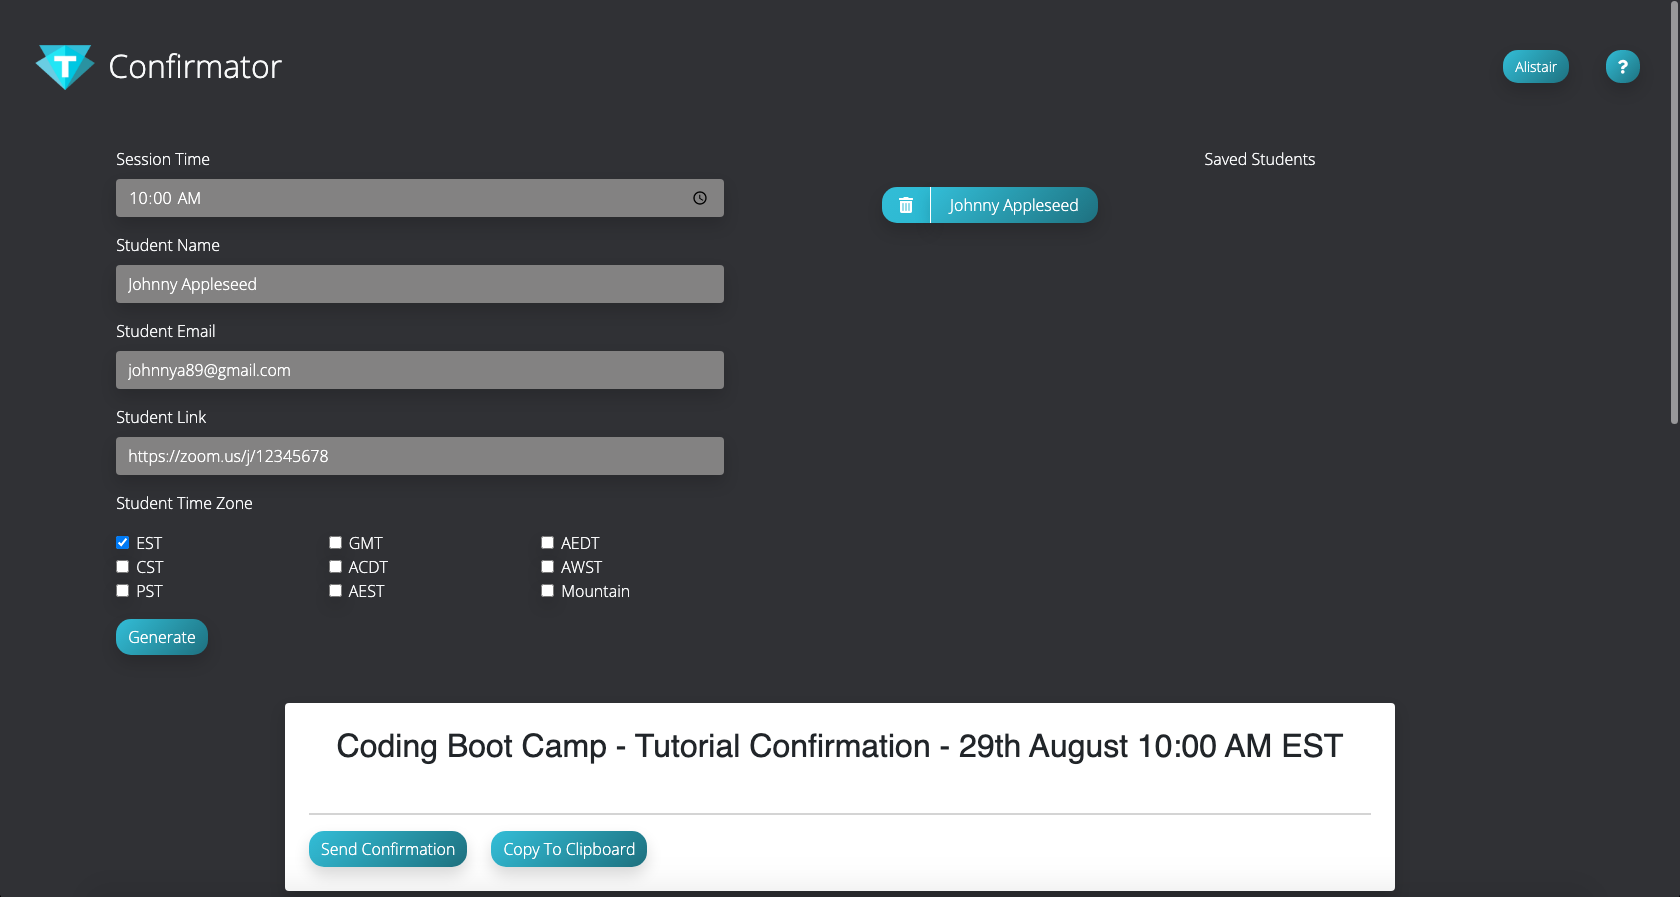 T Confirmator
Alistair
?
Session Time
10:00 AM
Student Name
Johnny Appleseed
Student Email
johnnya89@gmail.com
Student Link
https://zoom.us/j/12345678
Student Time Zone
EST GMT AEDT
CST ACDT AWST
PST AEST Mountain
Generate
Saved Students
Johnny Appleseed
Coding Boot Camp - Tutorial Confirmation - 29th August 10:00 AM EST
Send Confirmation Copy To Clipboard